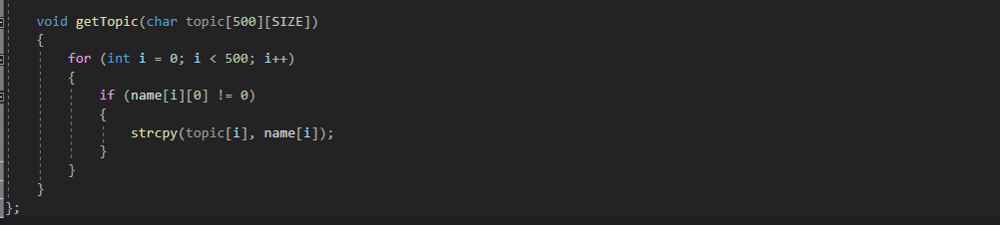 void getTopic(char topic[500][SIZE])
{
for (int i = 0; i < 500; i++)
{
if (name[i][0] != 0)
{
strcpy(topic[i], name[i]);
}
}
}
};